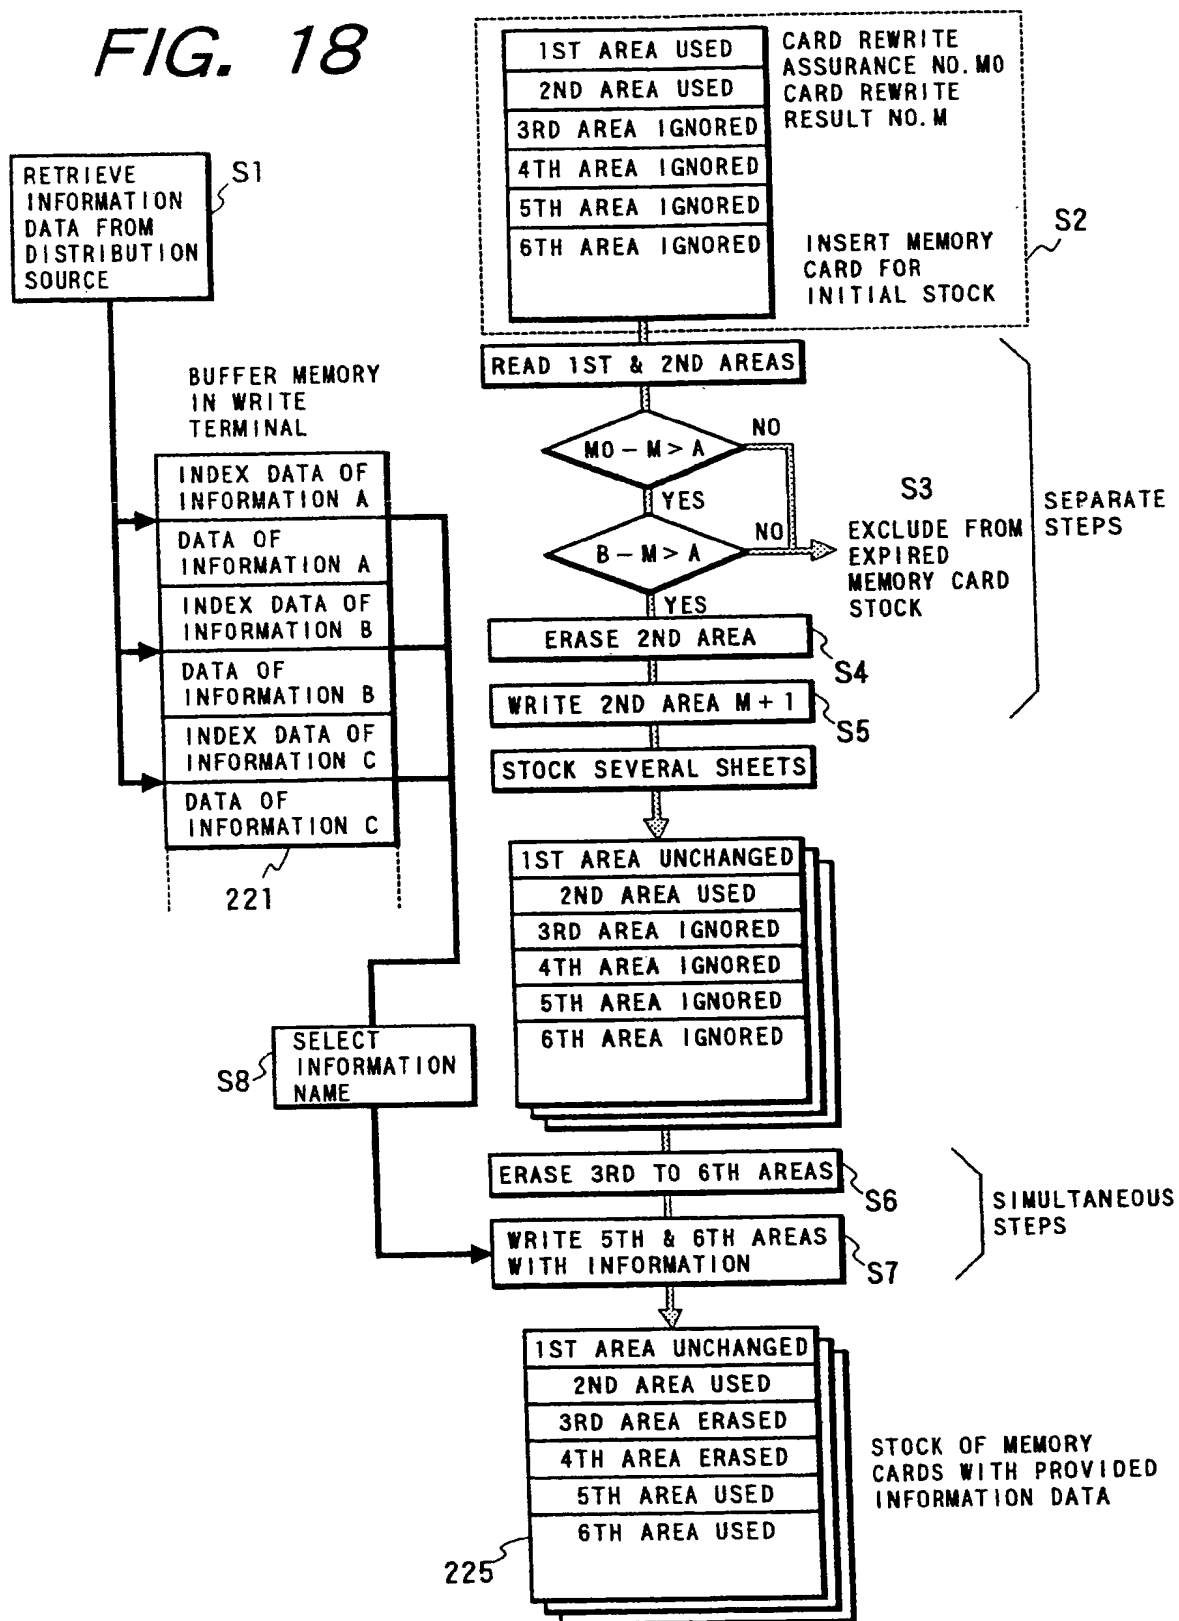 FIG. 18
1ST AREA USED
2ND AREA USED
3RD AREA IGNORED
4TH AREA IGNORED
5TH AREA IGNORED
6TH AREA IGNORED
CARD REWRITE
ASSURANCE NO. M0
CARD REWRITE
RESULT NO. M
INSERT MEMORY
CARD FOR
INITIAL STOCK
S2
RETRIEVE
INFORMATION
DATA FROM
DISTRIBUTION
SOURCE
S1
READ 1ST & 2ND AREAS
M0 - M > A
NO
YES
B - M > A
NO
YES
S3
EXCLUDE FROM
EXPIRED
MEMORY CARD
STOCK
SEPARATE
STEPS
ERASE 2ND AREA
S4
WRITE 2ND AREA M + 1
S5
STOCK SEVERAL SHEETS
BUFFER MEMORY
IN WRITE
TERMINAL
INDEX DATA OF
INFORMATION A
DATA OF
INFORMATION A
INDEX DATA OF
INFORMATION B
DATA OF
INFORMATION B
INDEX DATA OF
INFORMATION C
DATA OF
INFORMATION C
221
1ST AREA UNCHANGED
2ND AREA USED
3RD AREA IGNORED
4TH AREA IGNORED
5TH AREA IGNORED
6TH AREA IGNORED
S8
SELECT
INFORMATION
NAME
ERASE 3RD TO 6TH AREAS
S6
WRITE 5TH & 6TH AREAS
WITH INFORMATION
S7
SIMULTANEOUS
STEPS
1ST AREA UNCHANGED
2ND AREA USED
3RD AREA ERASED
4TH AREA ERASED
5TH AREA USED
6TH AREA USED
225
STOCK OF MEMORY
CARDS WITH PROVIDED
INFORMATION DATA